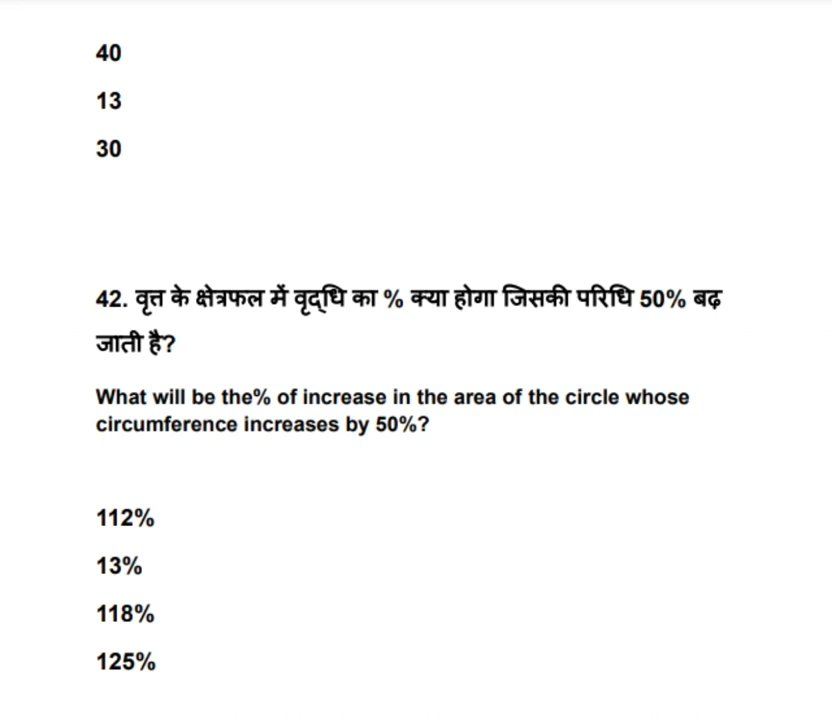 40
13
30
42. वृत्त के क्षेत्रफल में वृद्धि का % क्या होगा जिसकी परिधि 50% बढ़
जाती है?
What will be the% of increase in the area of the circle whose
circumference increases by 50%?
112%
13%
118%
125%